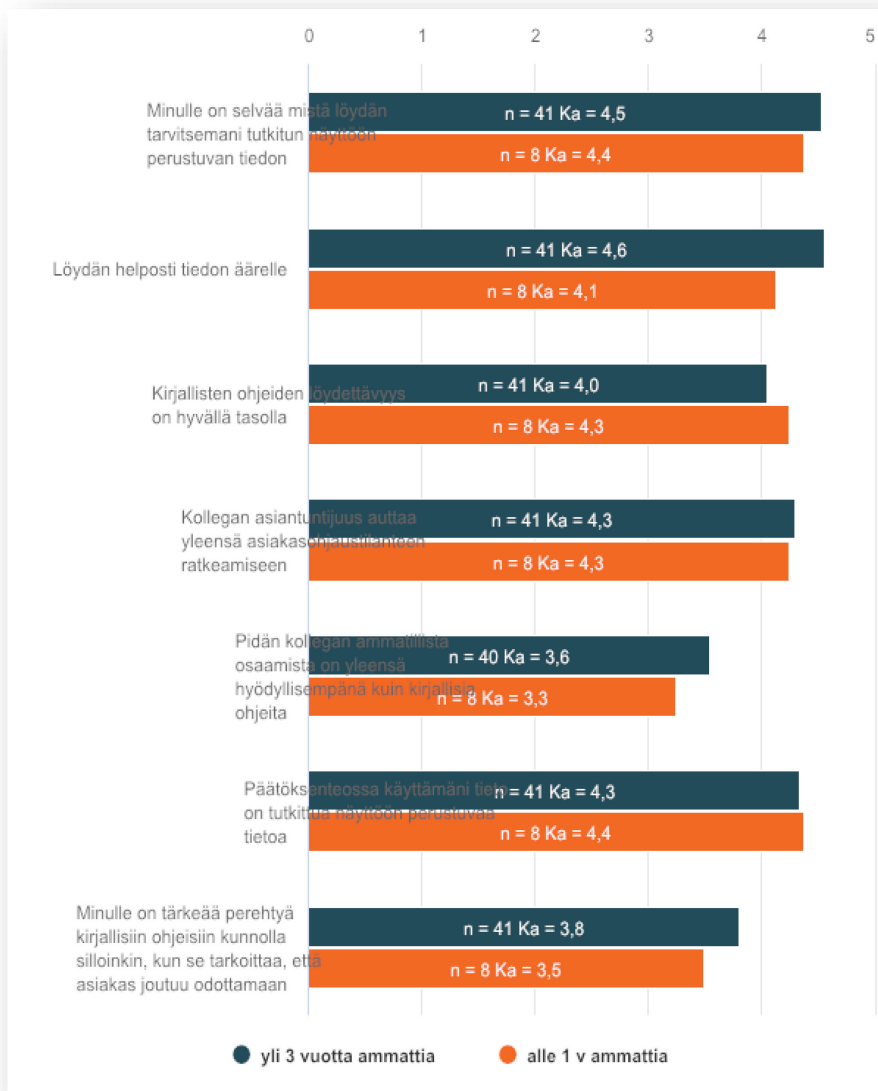 0 1 2 3 4 5
Minulle on selvää mistä löydän
tarvitsemani tutkitun näyttöön
perustuvan tiedon
n = 41 Ka = 4,5
n = 8 Ka = 4,4
Löydän helposti tiedon äärelle
n = 41 Ka = 4,6
n = 8 Ka = 4,1
Kirjallisten ohjeiden löydettävyys
on hyvällä tasolla
n = 41 Ka = 4,0
n = 8 Ka = 4,3
Kollegan asiantuntijuus auttaa
yleensä asiakasohjaustilanteen
ratkeamiseen
n = 41 Ka = 4,3
n = 8 Ka = 4,3
Pidän kollegan ammatillista
osaamista on yleensä
hyödyllisempänä kuin kirjallisia
ohjeita
n = 40 Ka = 3,6
n = 8 Ka = 3,3
Päätöksenteossa käyttämäni tieto
on tutkittua näyttöön perustuvaa
tietoa
n = 41 Ka = 4,3
n = 8 Ka = 4,4
Minulle on tärkeää perehtyä
kirjallisiin ohjeisiin kunnolla
silloinkin, kun se tarkoittaa, että
asiakas joutuu odottamaan
n = 41 Ka = 3,8
n = 8 Ka = 3,5
yli 3 vuotta ammattia
alle 1 v ammattia